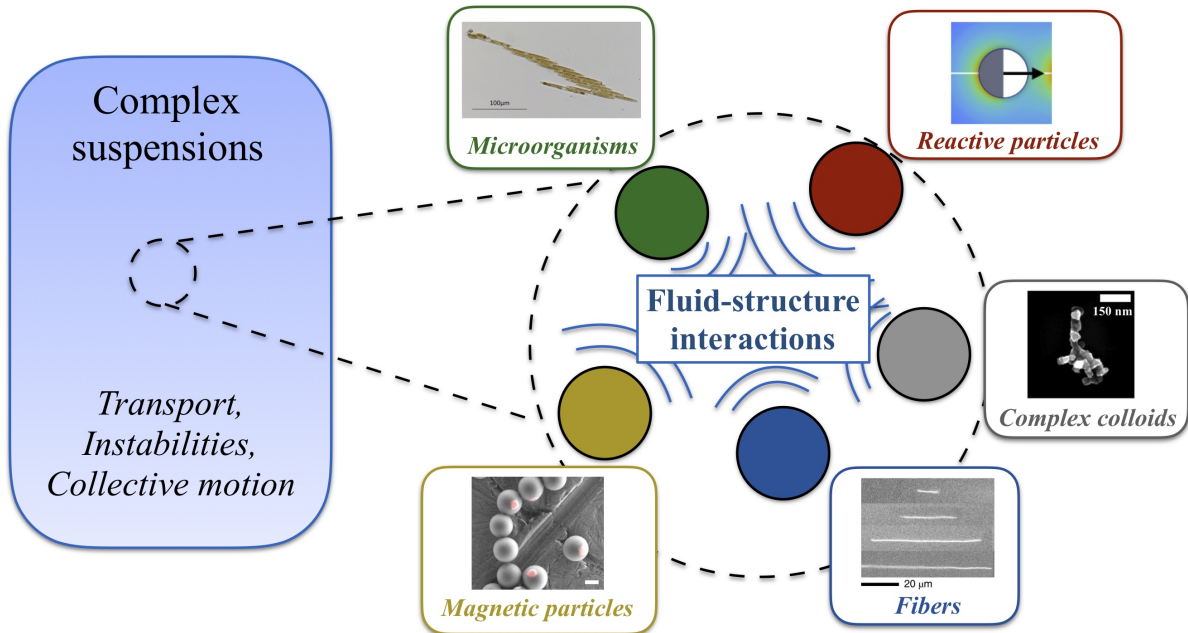 Complex
suspensions
Transport,
Instabilities,
Collective motion
100μm
Microorganisms
Reactive particles
Fluid-structure
interactions
150 nm
Complex colloids
Magnetic particles
20 μm
Fibers